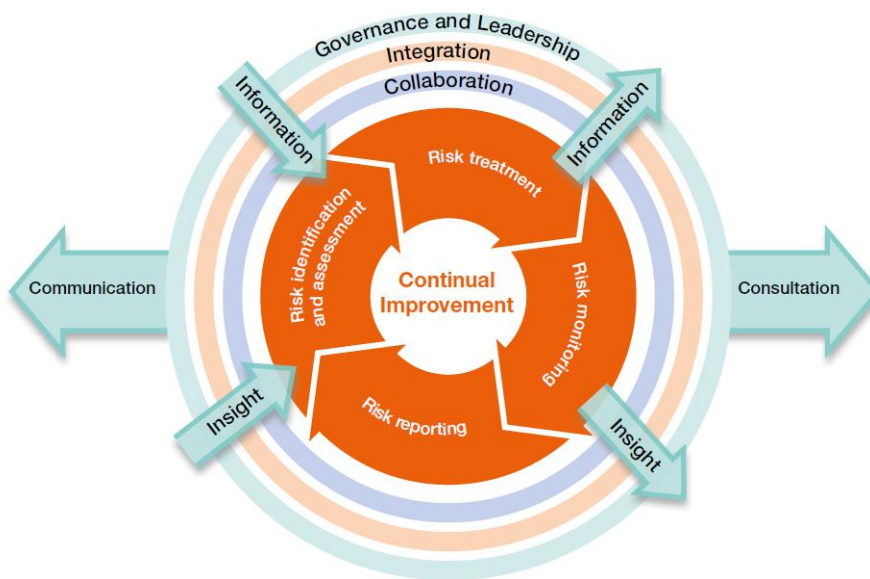 Governance and Leadership
Integration
Collaboration
Information
Information
Risk treatment
Risk identification
and assessment
Communication
Continual
Improvement
Consultation
Risk monitoring
Insight
Risk reporting
Insight